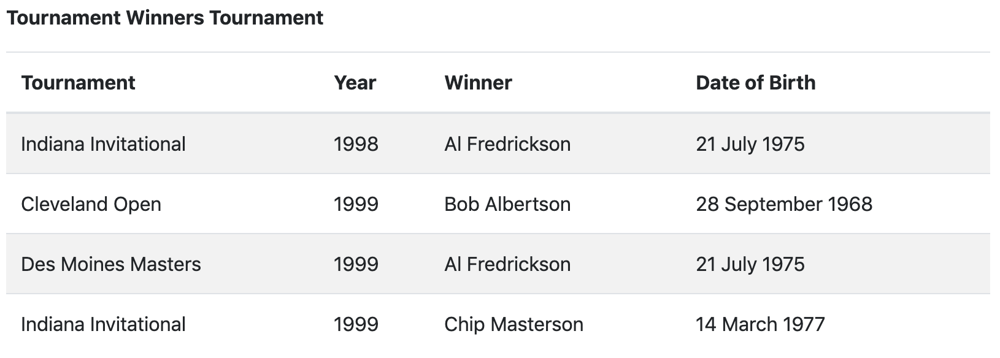 Tournament Winners Tournament
Tournament Year Winner Date of Birth
Indiana Invitational 1998 Al Fredrickson 21 July 1975
Cleveland Open 1999 Bob Albertson 28 September 1968
Des Moines Masters 1999 Al Fredrickson 21 July 1975
Indiana Invitational 1999 Chip Masterson 14 March 1977